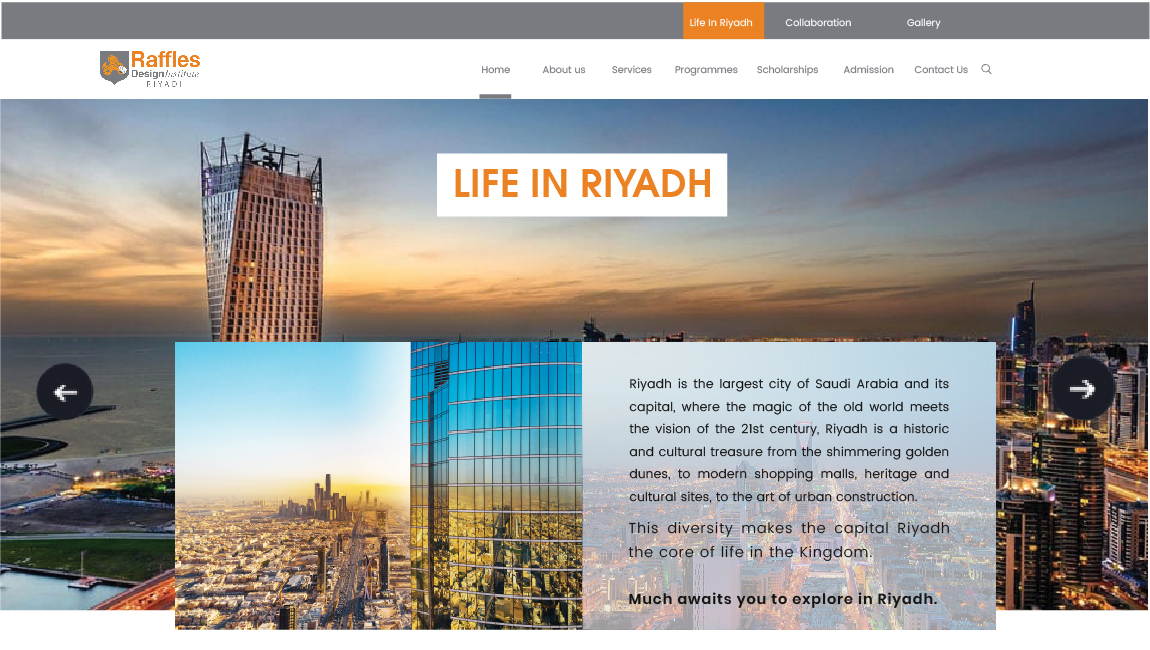 Life In Riyadh Collaboration Gallery
Raffles
DesignInstitute
RIYADI
Home About us Services Programmes Scholarships Admission Contact Us
LIFE IN RIYADH
Riyadh is the largest city of Saudi Arabia and its
capital, where the magic of the old world meets
the vision of the 21st century, Riyadh is a historic
and cultural treasure from the shimmering golden
dunes, to modern shopping malls, heritage and
cultural sites, to the art of urban construction.
This diversity makes the capital Riyadh
the core of life in the Kingdom.
Much awaits you to explore in Riyadh.